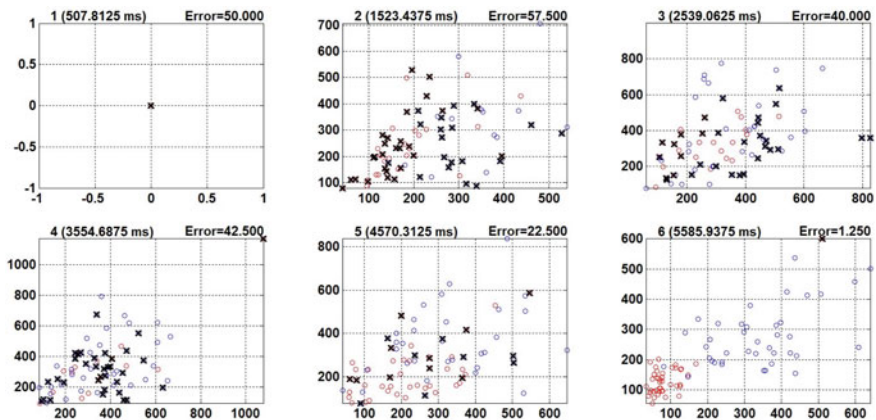 1 (507.8125 ms) Error=50.000
1
0.5
0
-0.5
-1
-1 -0.5 0 0.5 1
2 (1523.4375 ms) Error=57.500
700
600
500
400
300
200
100
100 200 300 400 500
3 (2539.0625 ms) Error=40.000
800
600
400
200
200 400 600 800
4 (3554.6875 ms) Error=42.500
1000
800
600
400
200
200 400 600 800 1000
5 (4570.3125 ms) Error=22.500
800
600
400
200
100 200 300 400 500 600
6 (5585.9375 ms) Error=1.250
600
500
400
300
200
100
100 200 300 400 500 600